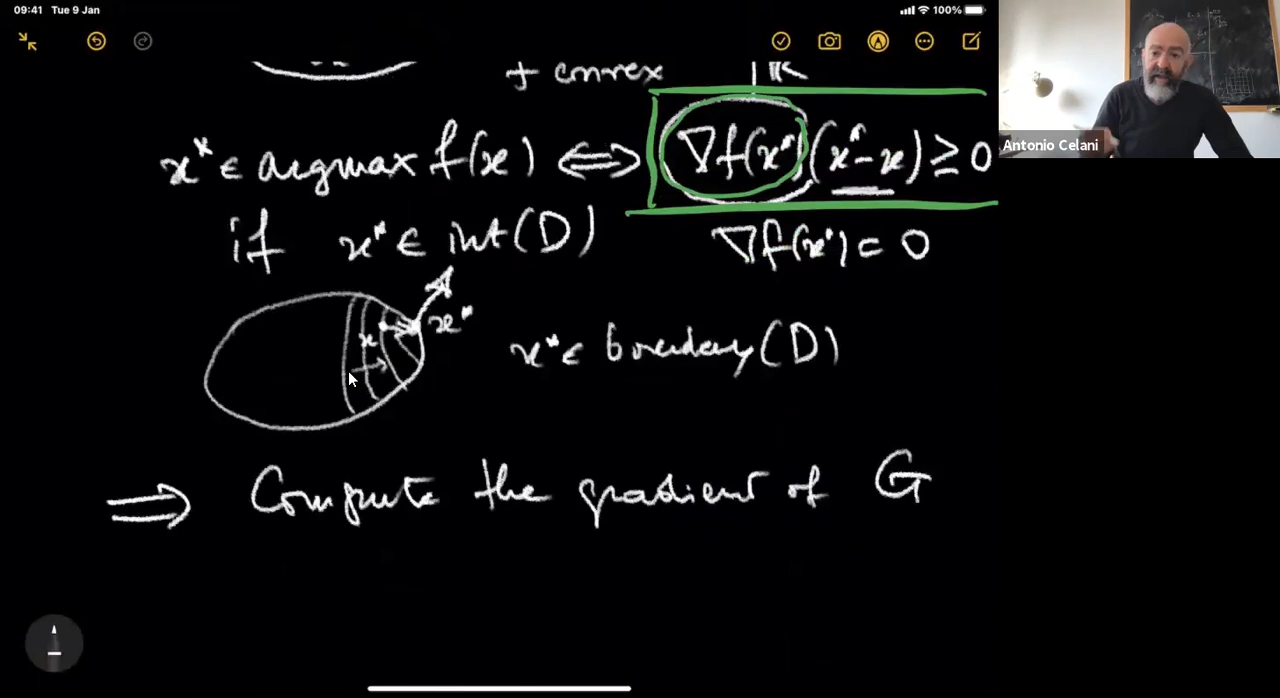 09:41 Tue 9 Jan
100%
+ convex
x* ∈ argmax f(x) ⟺ ∇f(x*)(x*-x) ≥ 0
if x* ∈ int(D) ∇f(x*) = 0
x x* x* ∈ boundary(D)
⟹ Compute the gradient of G
Antonio Celani